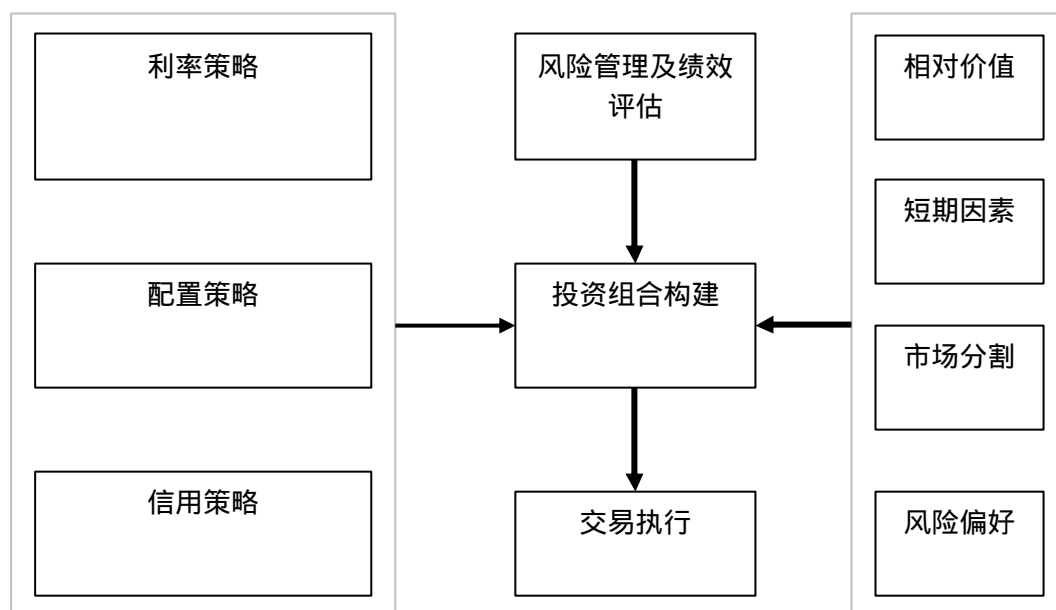 利率策略
配置策略
信用策略
风险管理及绩效
评估
投资组合构建
交易执行
相对价值
短期因素
市场分割
风险偏好